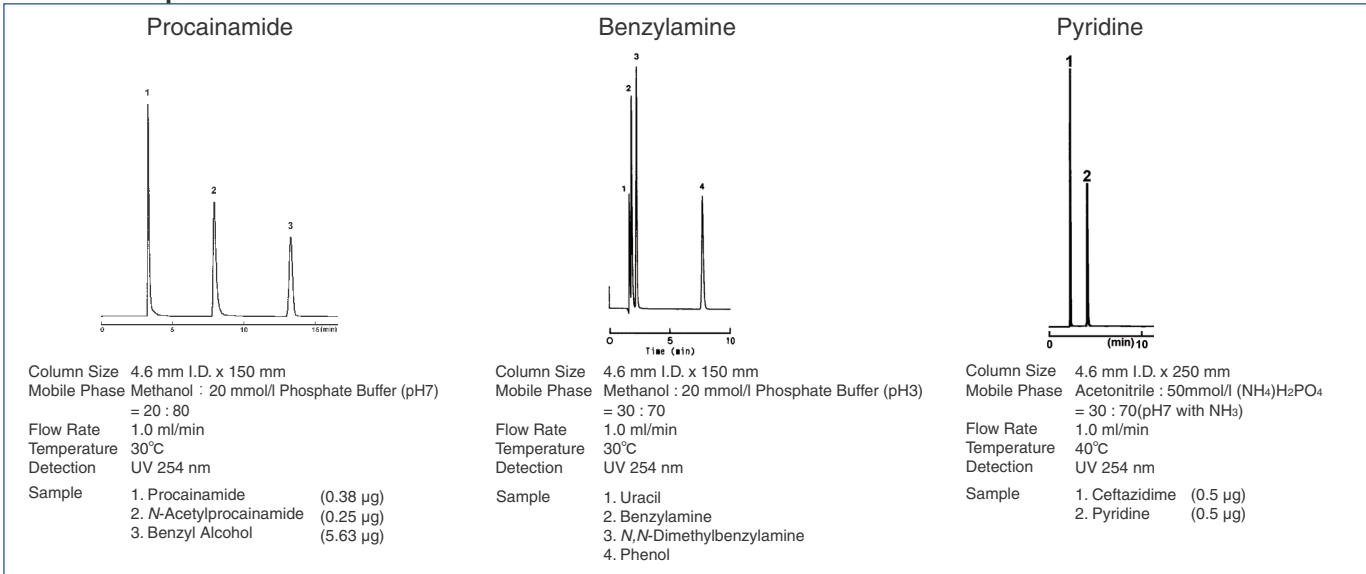 Procainamide
1
2
3
0 5 10 15(min)
Column Size 4.6 mm I.D. x 150 mm
Mobile Phase Methanol : 20 mmol/l Phosphate Buffer (pH7)
= 20 : 80
Flow Rate 1.0 ml/min
Temperature 30°C
Detection UV 254 nm
Sample 1. Procainamide (0.38 µg)
2. N-Acetylprocainamide (0.25 µg)
3. Benzyl Alcohol (5.63 µg)
Benzylamine
3
2
1
4
0 5 10
Time (min)
Column Size 4.6 mm I.D. x 150 mm
Mobile Phase Methanol : 20 mmol/l Phosphate Buffer (pH3)
= 30 : 70
Flow Rate 1.0 ml/min
Temperature 30°C
Detection UV 254 nm
Sample 1. Uracil
2. Benzylamine
3. N,N-Dimethylbenzylamine
4. Phenol
Pyridine
1
2
0 (min) 10
Column Size 4.6 mm I.D. x 250 mm
Mobile Phase Acetonitrile : 50mmol/l (NH₄)H₂PO₄
= 30 : 70(pH7 with NH₃)
Flow Rate 1.0 ml/min
Temperature 40°C
Detection UV 254 nm
Sample 1. Ceftazidime (0.5 µg)
2. Pyridine (0.5 µg)